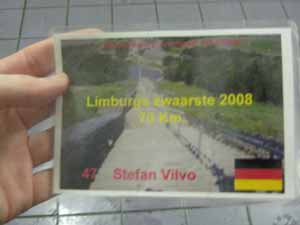 Limburgs zwaarste 2008
70 Km.
47 Stefan Vilvo